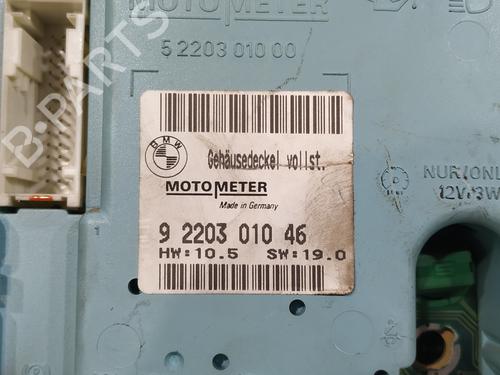 MOTOMETER
5 2203 010 00
BMW
Gehäusedeckel vollst.
MOTOMETER
Made in Germany
9 2203 010 46
HW:10.5 SW:19.0
NUR/ONL
12V/3W
B-PARTS